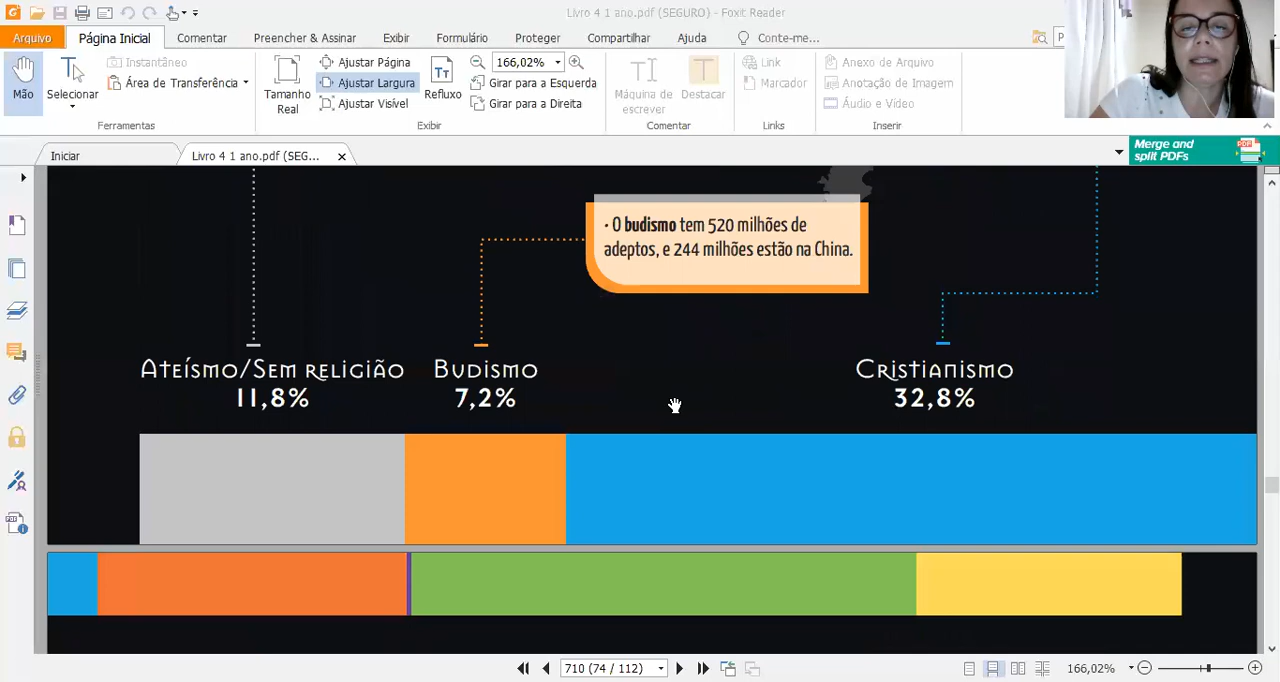 Livro 4 1 ano.pdf (SEGURO) - Foxit Reader
Arquivo
Página Inicial
Comentar
Preencher & Assinar
Exibir
Formulário
Proteger
Compartilhar
Ajuda
Conte-me...
P
Mão
Selecionar
Instantâneo
Área de Transferência
Ferramentas
Tamanho
Real
Ajustar Página
Ajustar Largura
Ajustar Visível
Refluxo
166,02%
Girar para a Esquerda
Girar para a Direita
Exibir
Máquina de
escrever
Destacar
Comentar
Link
Marcador
Links
Anexo de Arquivo
Anotação de Imagem
Áudio e Vídeo
Inserir
Iniciar
Livro 4 1 ano.pdf (SEG...
Merge and
split PDFs
• O budismo tem 520 milhões de
adeptos, e 244 milhões estão na China.
Ateísmo/Sem religião
11,8%
Budismo
7,2%
Cristianismo
32,8%
710 (74 / 112)
166,02%